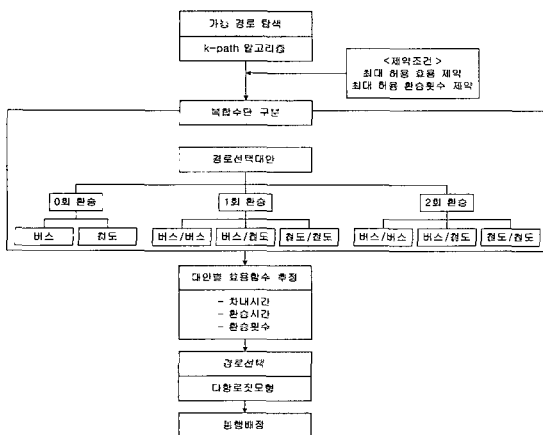 가능 경로 탐색
k-path 알고리즘
<제약조건>
최대 허용 효용 제약
최대 허용 환승횟수 제약
복합수단 구분
경로선택대안
0회 환승
1회 환승
2회 환승
버스
철도
버스/버스
버스/철도
철도/철도
버스/버스
버스/철도
철도/철도
대안별 효용함수 추정
- 차내시간
- 환승시간
- 환승횟수
경로선택
다항로짓모형
통행배정